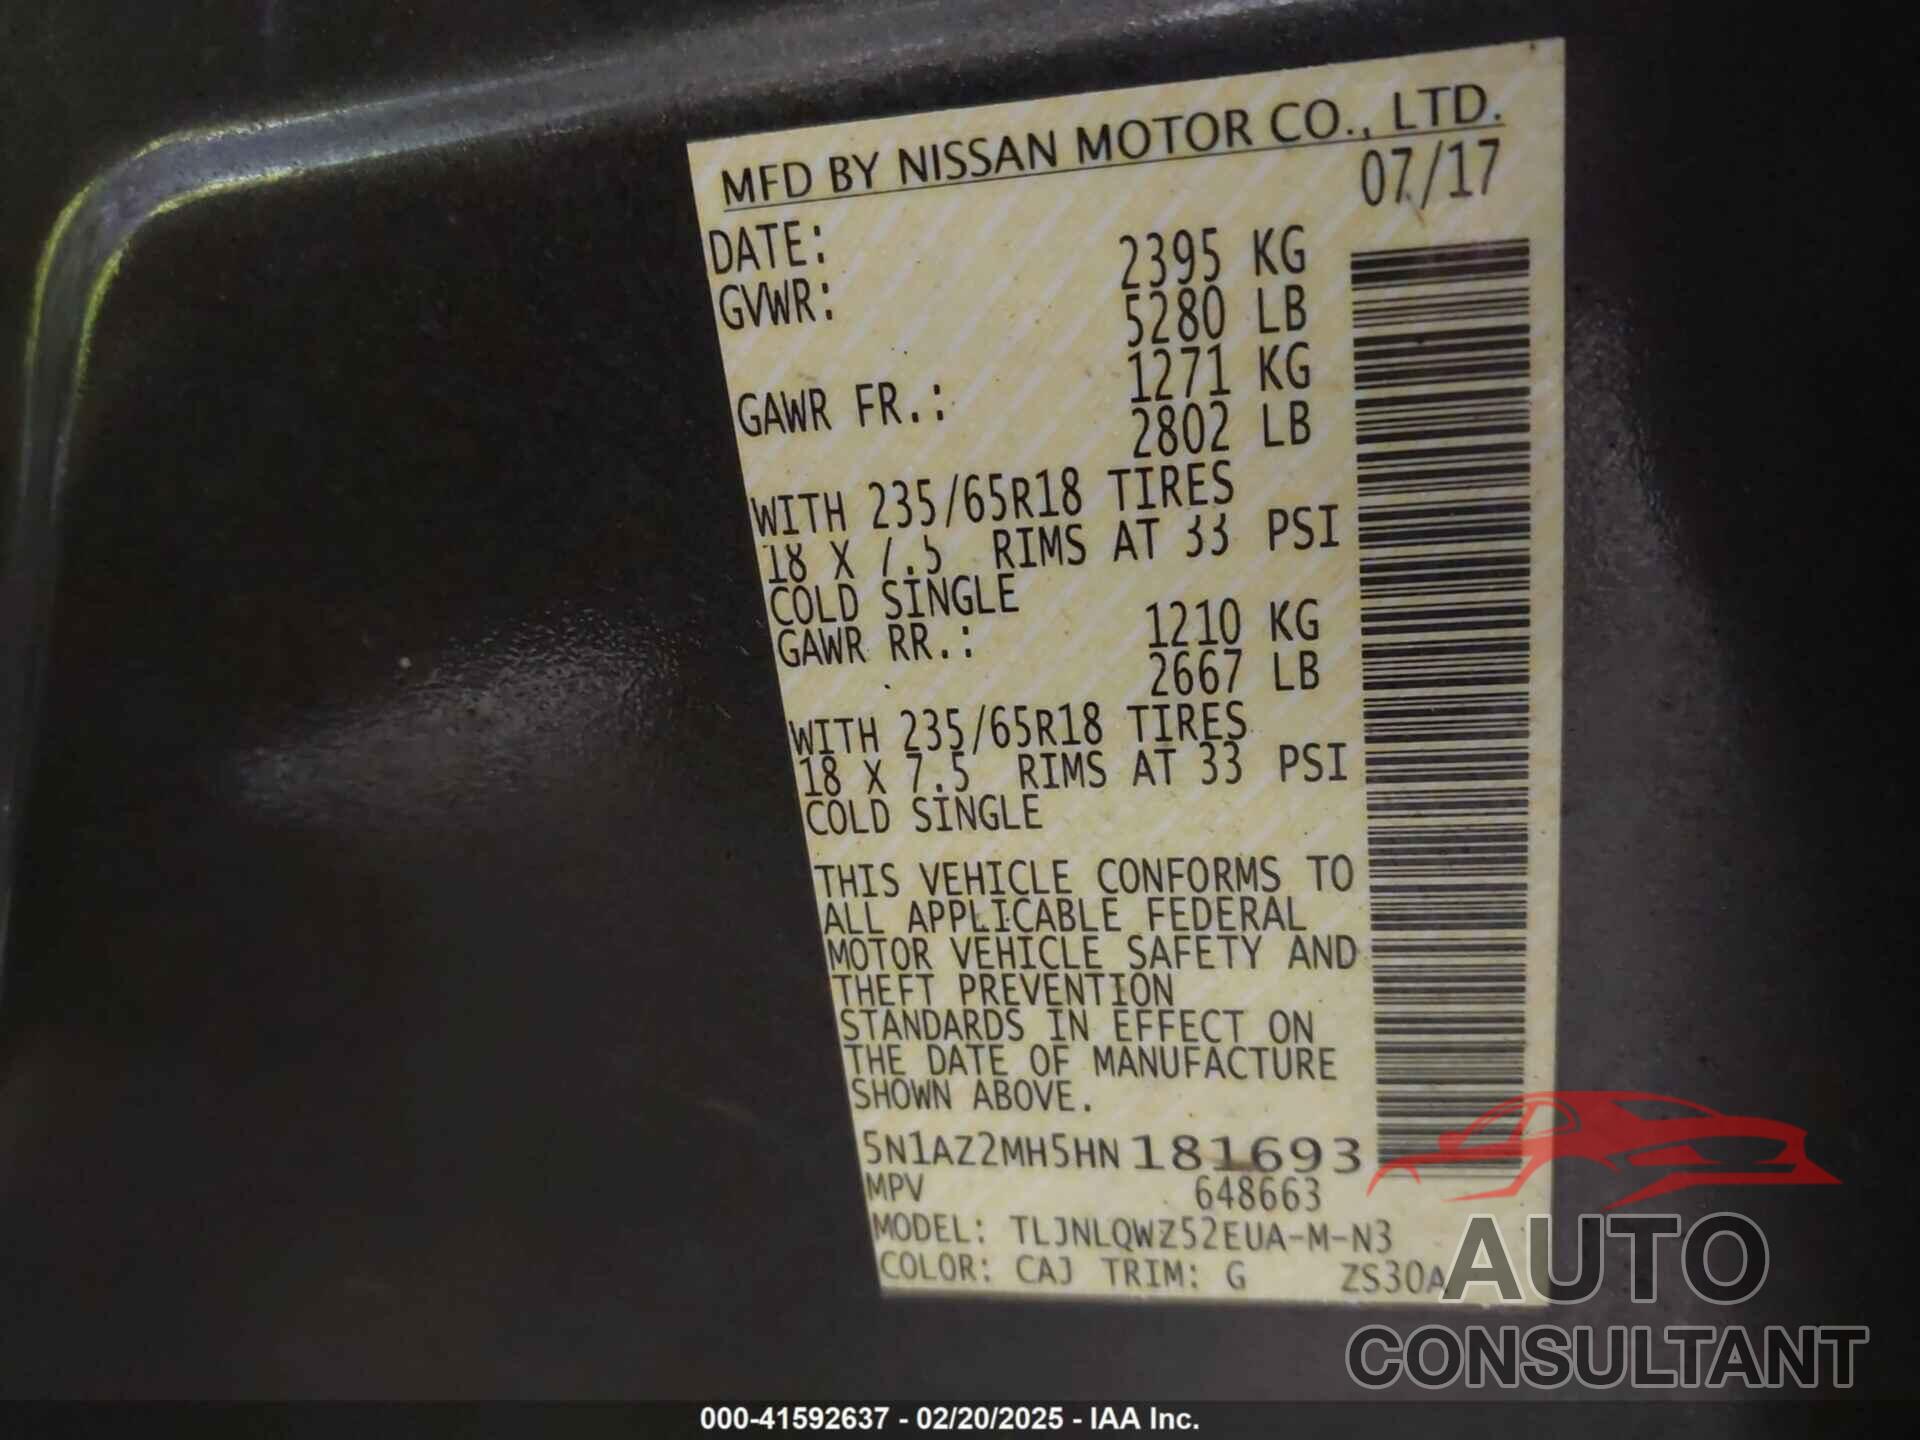 MFD BY NISSAN MOTOR CO., LTD.
DATE: 07/17
GVWR: 2395 KG
5280 LB
GAWR FR.: 1271 KG
2802 LB
WITH 235/65R18 TIRES
18 X 7.5 RIMS AT 33 PSI
COLD SINGLE
GAWR RR.: 1210 KG
2667 LB
WITH 235/65R18 TIRES
18 X 7.5 RIMS AT 33 PSI
COLD SINGLE
THIS VEHICLE CONFORMS TO
ALL APPLICABLE FEDERAL
MOTOR VEHICLE SAFETY AND
THEFT PREVENTION
STANDARDS IN EFFECT ON
THE DATE OF MANUFACTURE
SHOWN ABOVE.
5N1AZ2MH5HN181693
MPV 648663
MODEL: TLJNLQWZ52EUA-M-N3
COLOR: CAJ TRIM: G ZS30A
AUTO
CONSULTANT
000-41592637 - 02/20/2025 - IAA Inc.